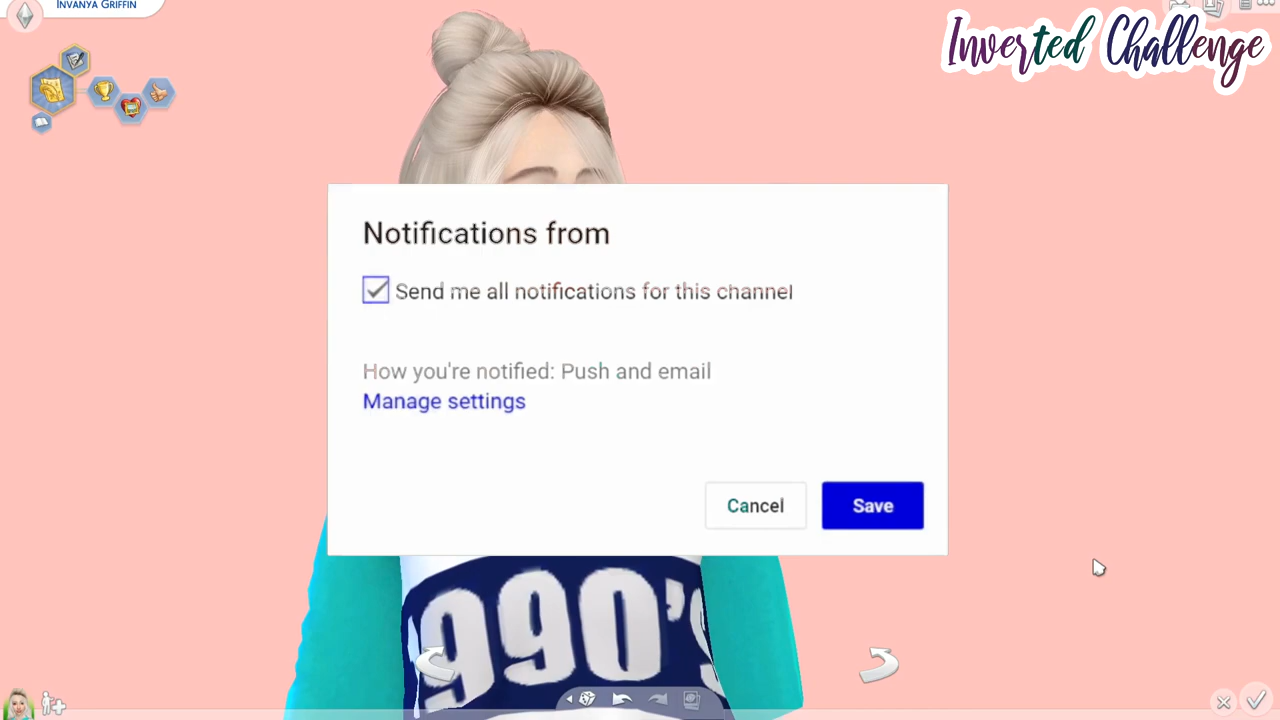 INVANYA GRIFFIN
Inverted Challenge
Notifications from
Send me all notifications for this channel
How you're notified: Push and email
Manage settings
Cancel
Save
990's